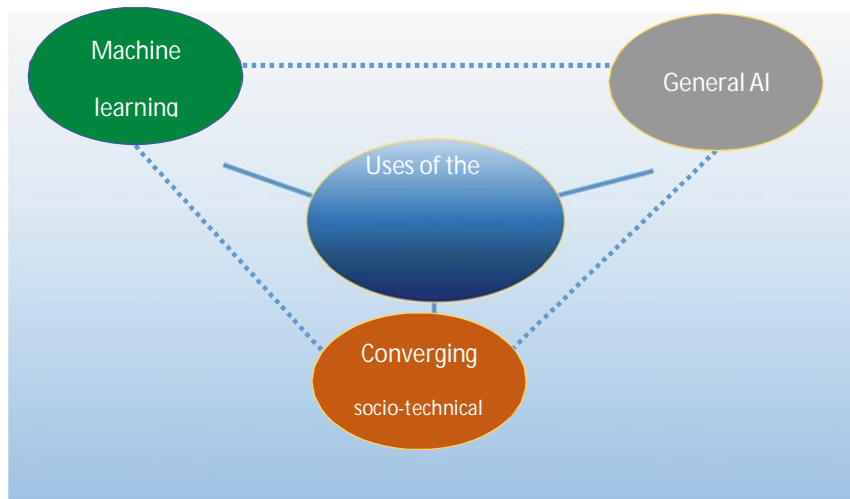 Machine
learning
General AI
Uses of the
Converging
socio-technical